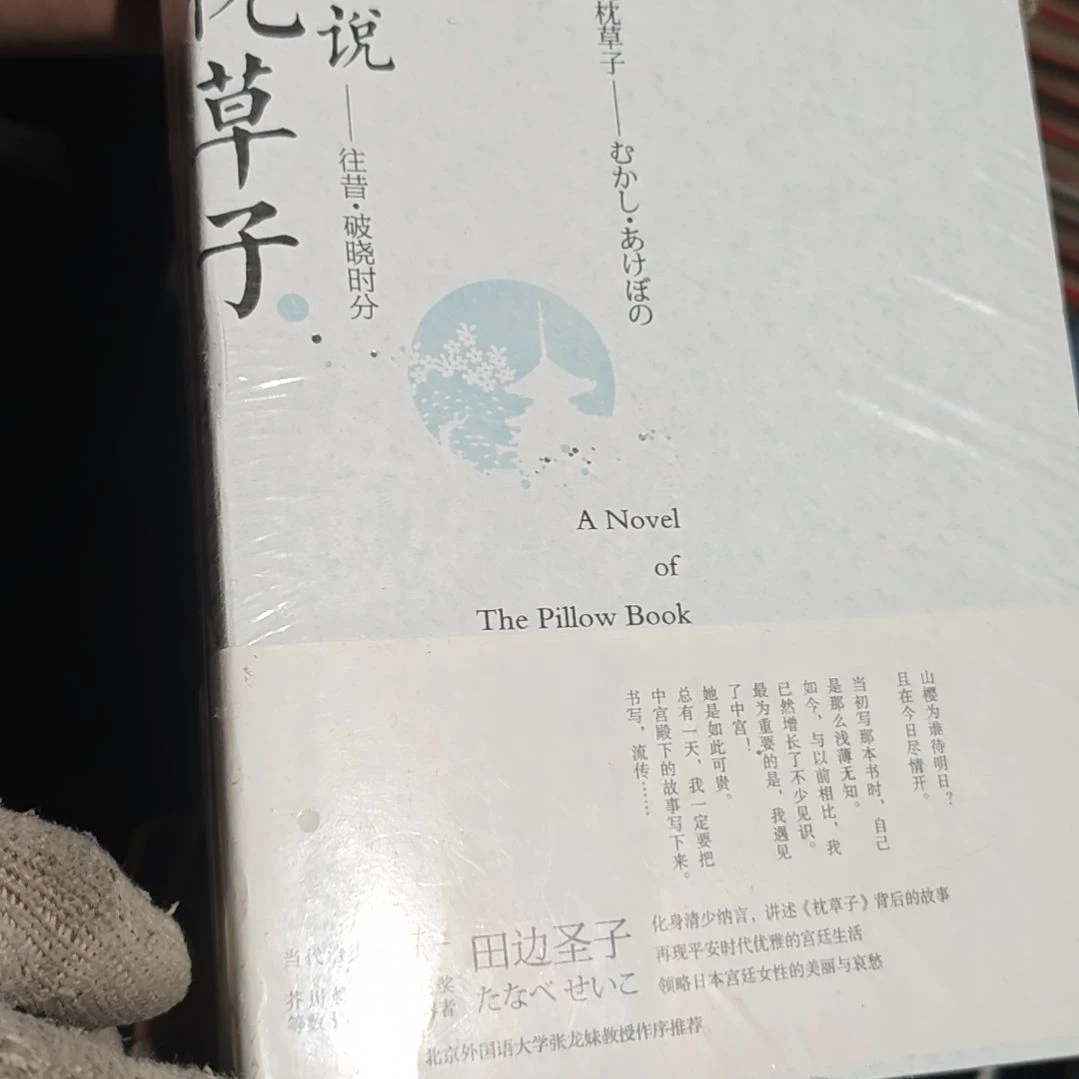 草子
说
——往昔·破晓时分
枕草子——むかし·あけぼの
A Novel
of
The Pillow Book
山樱为谁待明日？
且在今日尽情开。
当初写那本书时，自己
是那么浅薄无知。
如今，与以前相比，我
已然增长了不少见识。
最为重要的是，我遇见
了中宫！
她是如此可贵。
总有一天，我一定要把
中宫殿下的故事写下来。
书写，流传……
当代
芥川 奖
等数 者
田边圣子
たなべ せいこ
化身清少纳言，讲述《枕草子》背后的故事
再现平安时代优雅的宫廷生活
领略日本宫廷女性的美丽与哀愁
北京外国语大学张龙妹教授作序推荐